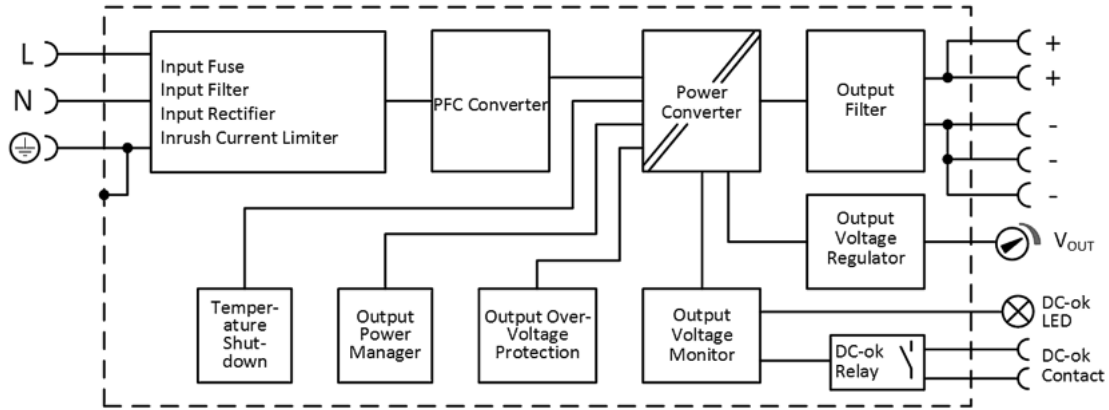 L
N
Input Fuse
Input Filter
Input Rectifier
Inrush Current Limiter
PFC Converter
Power
Converter
Output
Filter
+
+
-
-
-
Output
Voltage
Regulator
VOUT
Temper-
ature
Shut-
down
Output
Power
Manager
Output Over-
Voltage
Protection
Output
Voltage
Monitor
DC-ok
LED
DC-ok
Relay
DC-ok
Contact